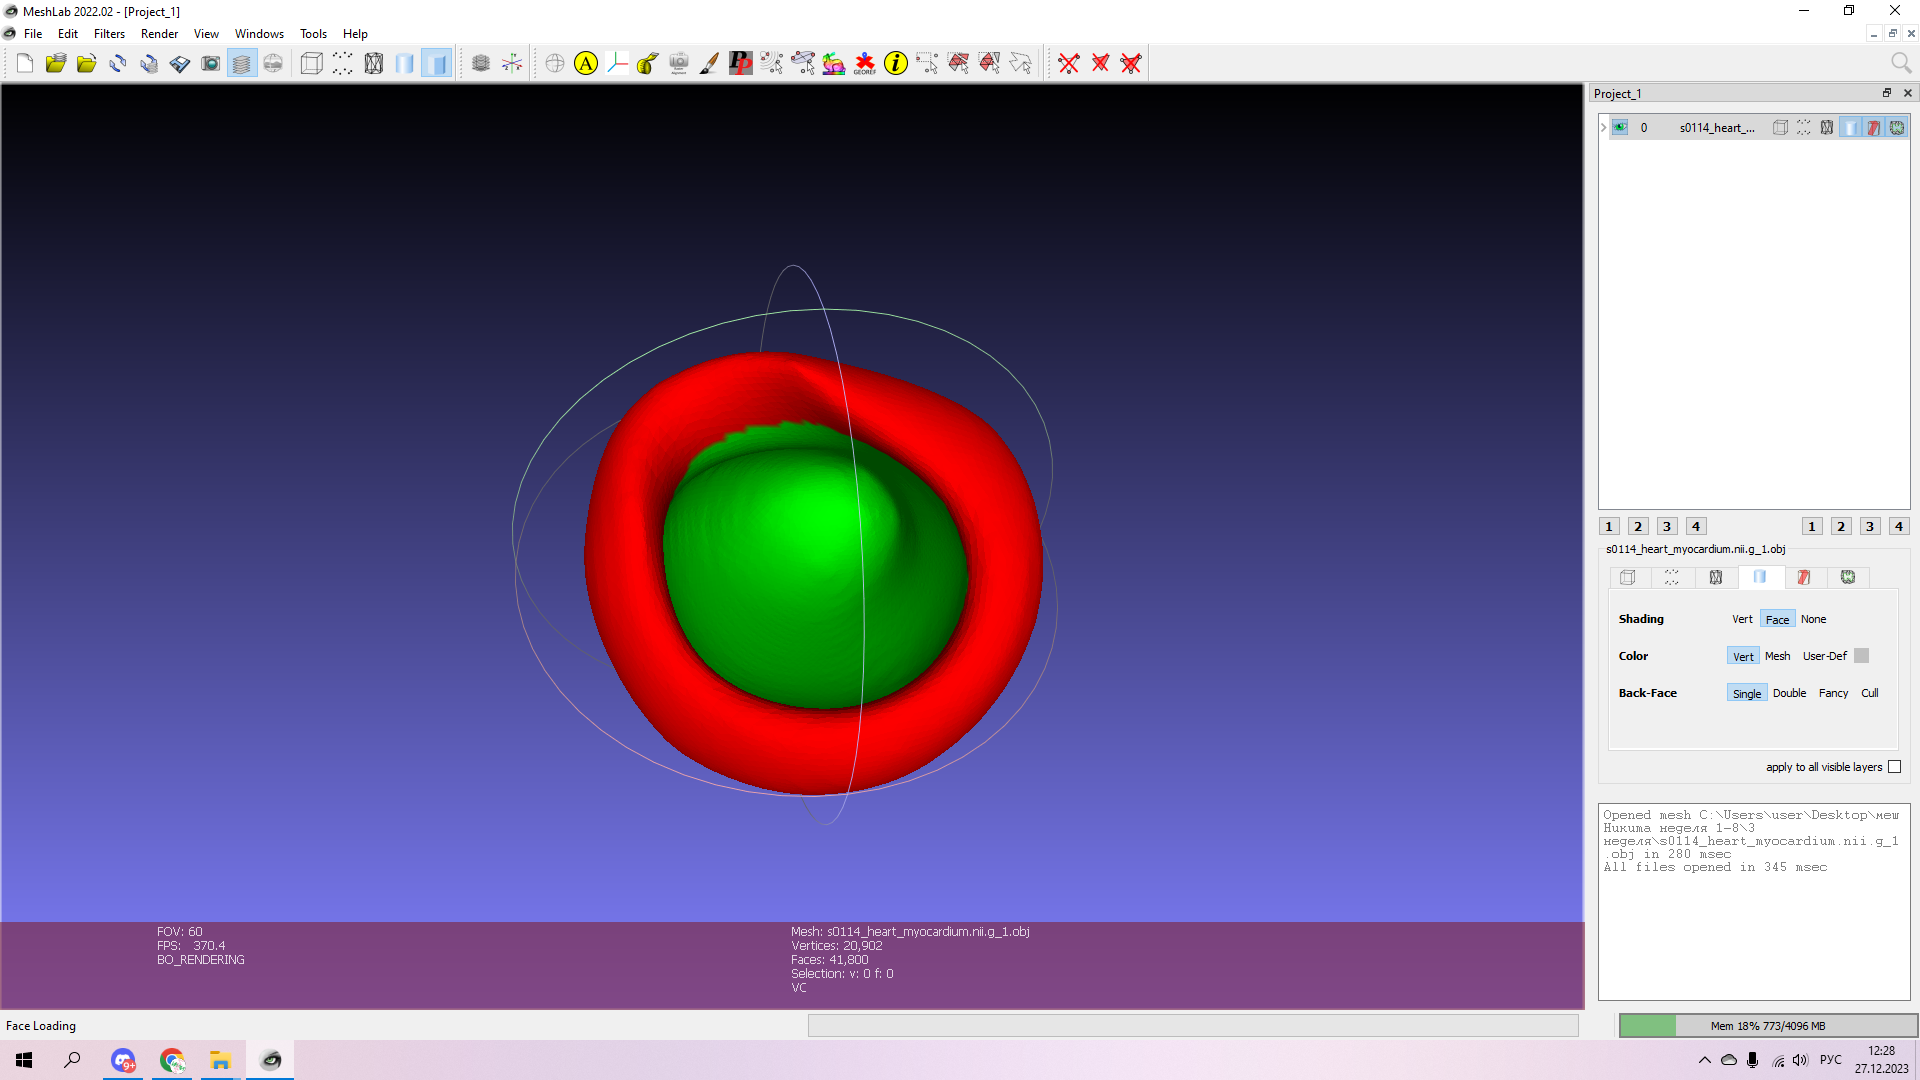 MeshLab 2022.02 - [Project_1]
File Edit Filters Render View Windows Tools Help
A
PP
GEOREF
i
Project_1
0 s0114_heart_...
1 2 3 4 1 2 3 4
s0114_heart_myocardium.nii.g_1.obj
Shading Vert Face None
Color Vert Mesh User-Def
Back-Face Single Double Fancy Cull
apply to all visible layers
Opened mesh C:\Users\user\Desktop\меш
Никита неделя 1-8\3
неделя\s0114_heart_myocardium.nii.g_1
.obj in 280 msec
All files opened in 345 msec
FOV: 60
FPS: 370.4
BO_RENDERING
Mesh: s0114_heart_myocardium.nii.g_1.obj
Vertices: 20,902
Faces: 41,800
Selection: v: 0 f: 0
VC
Face Loading
Mem 18% 773/4096 MB
9+
РУС
12:28
27.12.2023